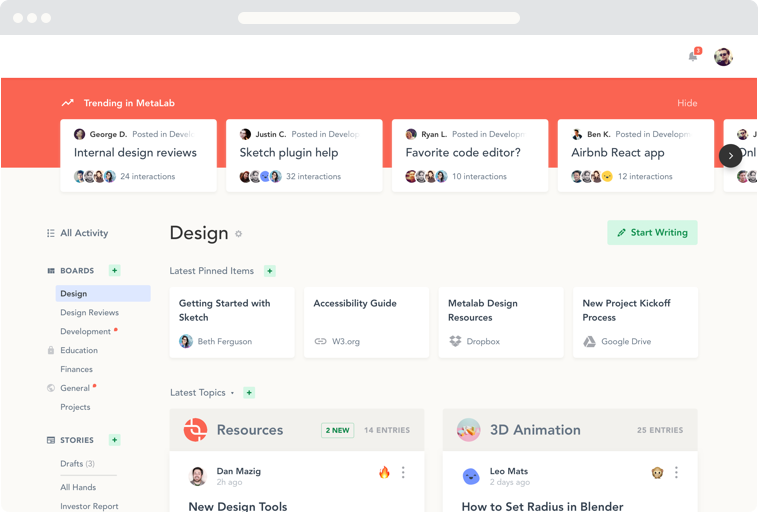 2
Trending in MetaLab
Hide
George D. Posted in Develo
Internal design reviews
24 interactions
Justin C. Posted in Develop
Sketch plugin help
32 interactions
Ryan L. Posted in Developm
Favorite code editor?
10 interactions
Ben K. Posted in Developm
Airbnb React app
12 interactions
J
Onl
All Activity
BOARDS
Design
Design Reviews
Development
Education
Finances
General
Projects
STORIES
Drafts (3)
All Hands
Investor Report
Design
Start Writing
Latest Pinned Items
Getting Started with
Sketch
Beth Ferguson
Accessibility Guide
W3.org
Metalab Design
Resources
Dropbox
New Project Kickoff
Process
Google Drive
Latest Topics
Resources
2 NEW
14 ENTRIES
Dan Mazig
2h ago
New Design Tools
3D Animation
25 ENTRIES
Leo Mats
2 days ago
How to Set Radius in Blender